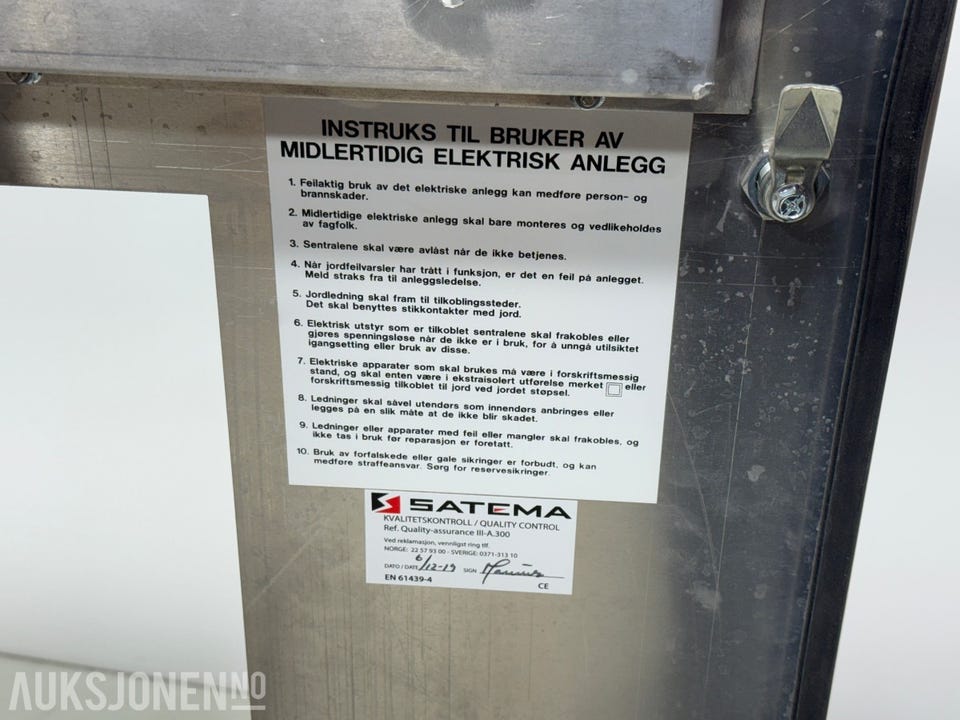 INSTRUKS TIL BRUKER AV
MIDLERTIDIG ELEKTRISK ANLEGG
1. Feilaktig bruk av det elektriske anlegg kan medføre person- og
brannskader.
2. Midlertidige elektriske anlegg skal bare monteres og vedlikeholdes
av fagfolk.
3. Sentralene skal være avlåst når de ikke betjenes.
4. Når jordfeilvarsler har trått i funksjon, er det en feil på anlegget.
Meld straks fra til anleggsledelse.
5. Jordledning skal fram til tilkoblingssteder.
Det skal benyttes stikkontakter med jord.
6. Elektrisk utstyr som er tilkoblet sentralene skal frakobles eller
gjøres spenningsløse når de ikke er i bruk, for å unngå utilsiktet
igangsetting eller bruk av disse.
7. Elektriske apparater som skal brukes må være i forskriftsmessig
stand, og skal enten være i ekstraisolert utførelse merket eller
forskriftsmessig tilkoblet til jord ved jordet støpsel.
8. Ledninger skal såvel utendørs som innendørs anbringes eller
legges på en slik måte at de ikke blir skadet.
9. Ledninger eller apparater med feil eller mangler skal frakobles, og
ikke tas i bruk før reparasjon er foretatt.
10. Bruk av forfalskede eller gale sikringer er forbudt, og kan
medføre straffeansvar. Sørg for reservesikringer.
SATEMA
KVALITETSKONTROLL / QUALITY CONTROL
Ref. Quality-assurance III-A.300
Ved reklamasjon, vennligst ring tlf
NORGE: 22 57 93 00 - SVERIGE: 0371-313 10
DATO / DATE 6/12-19 SIGN
EN 61439-4 CE
AUKSJONEN.NO